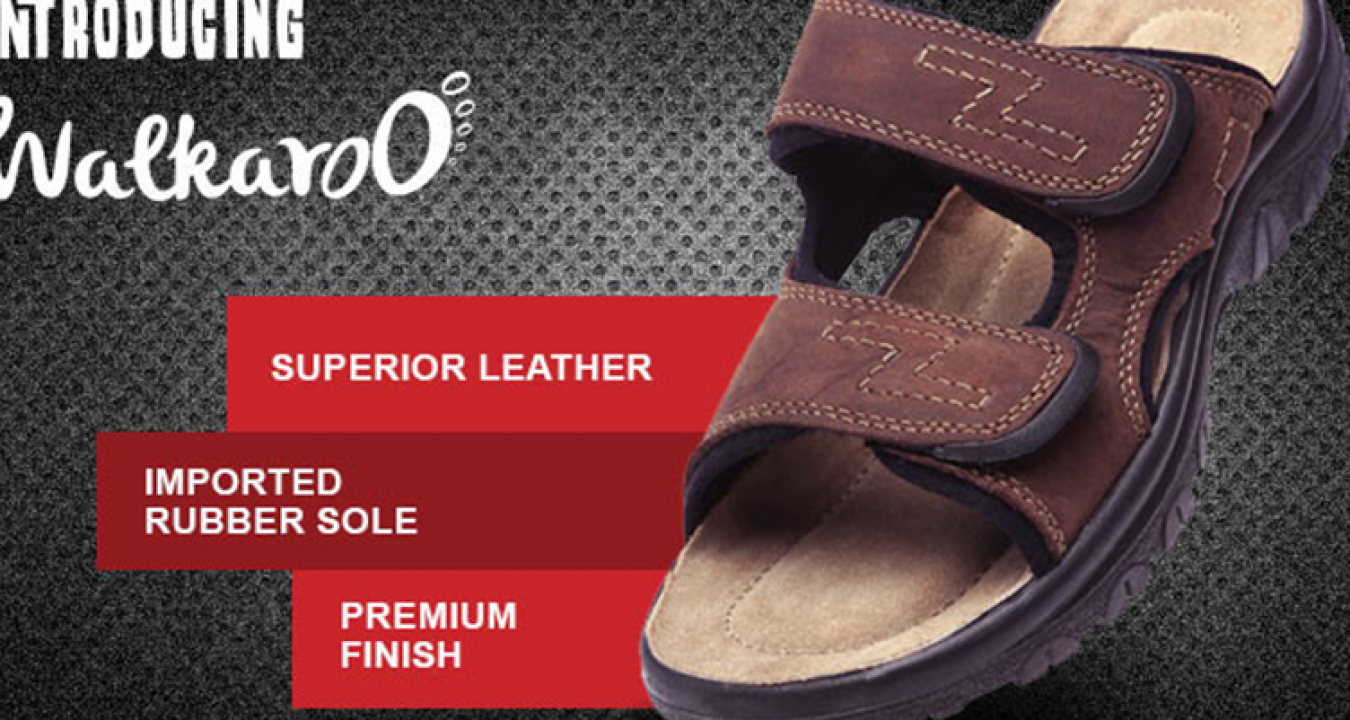 INTRODUCING
Walkaroo
SUPERIOR LEATHER
IMPORTED
RUBBER SOLE
PREMIUM
FINISH